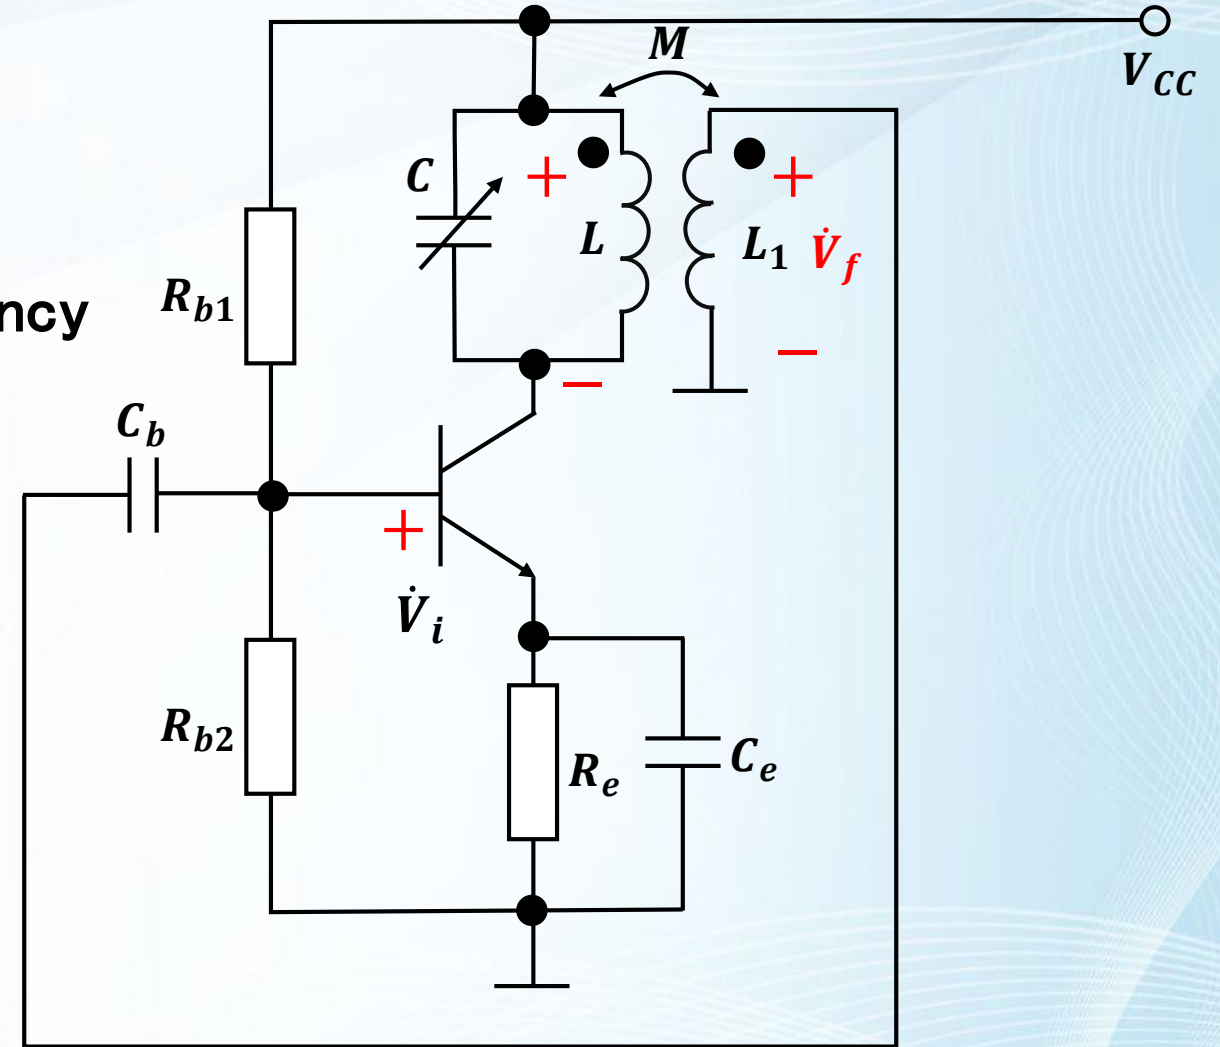 M
V_CC
C
+
+
L
L_1
V̇_f
R_b1
ncy
−
−
C_b
+
V̇_i
R_b2
R_e
C_e